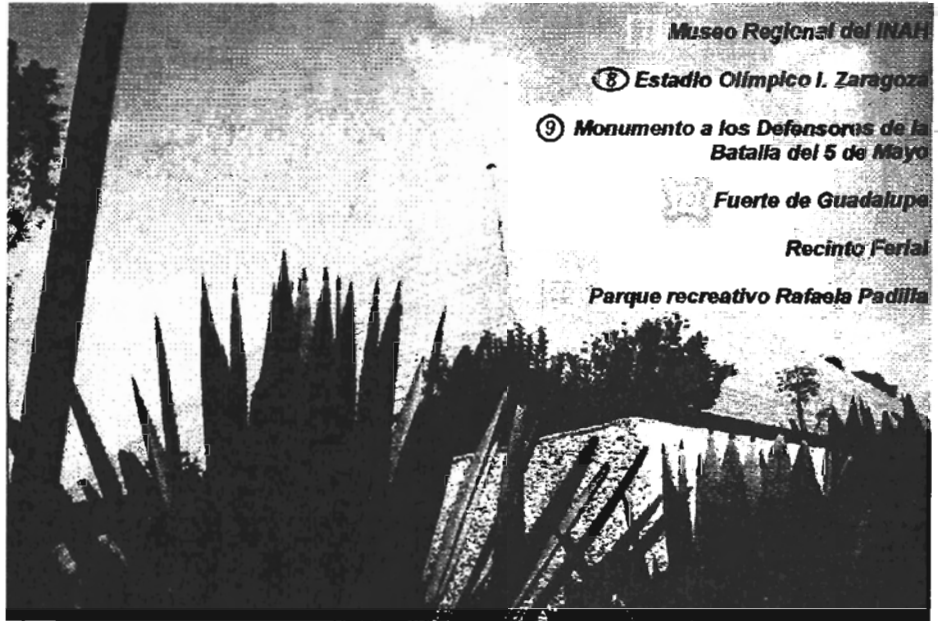 Museo Regional del INAH
8 Estadio Olímpico I. Zaragoza
9 Monumento a los Defensores de la
Batalla del 5 de Mayo
Fuerte de Guadalupe
Recinto Ferial
Parque recreativo Rafaela Padilla